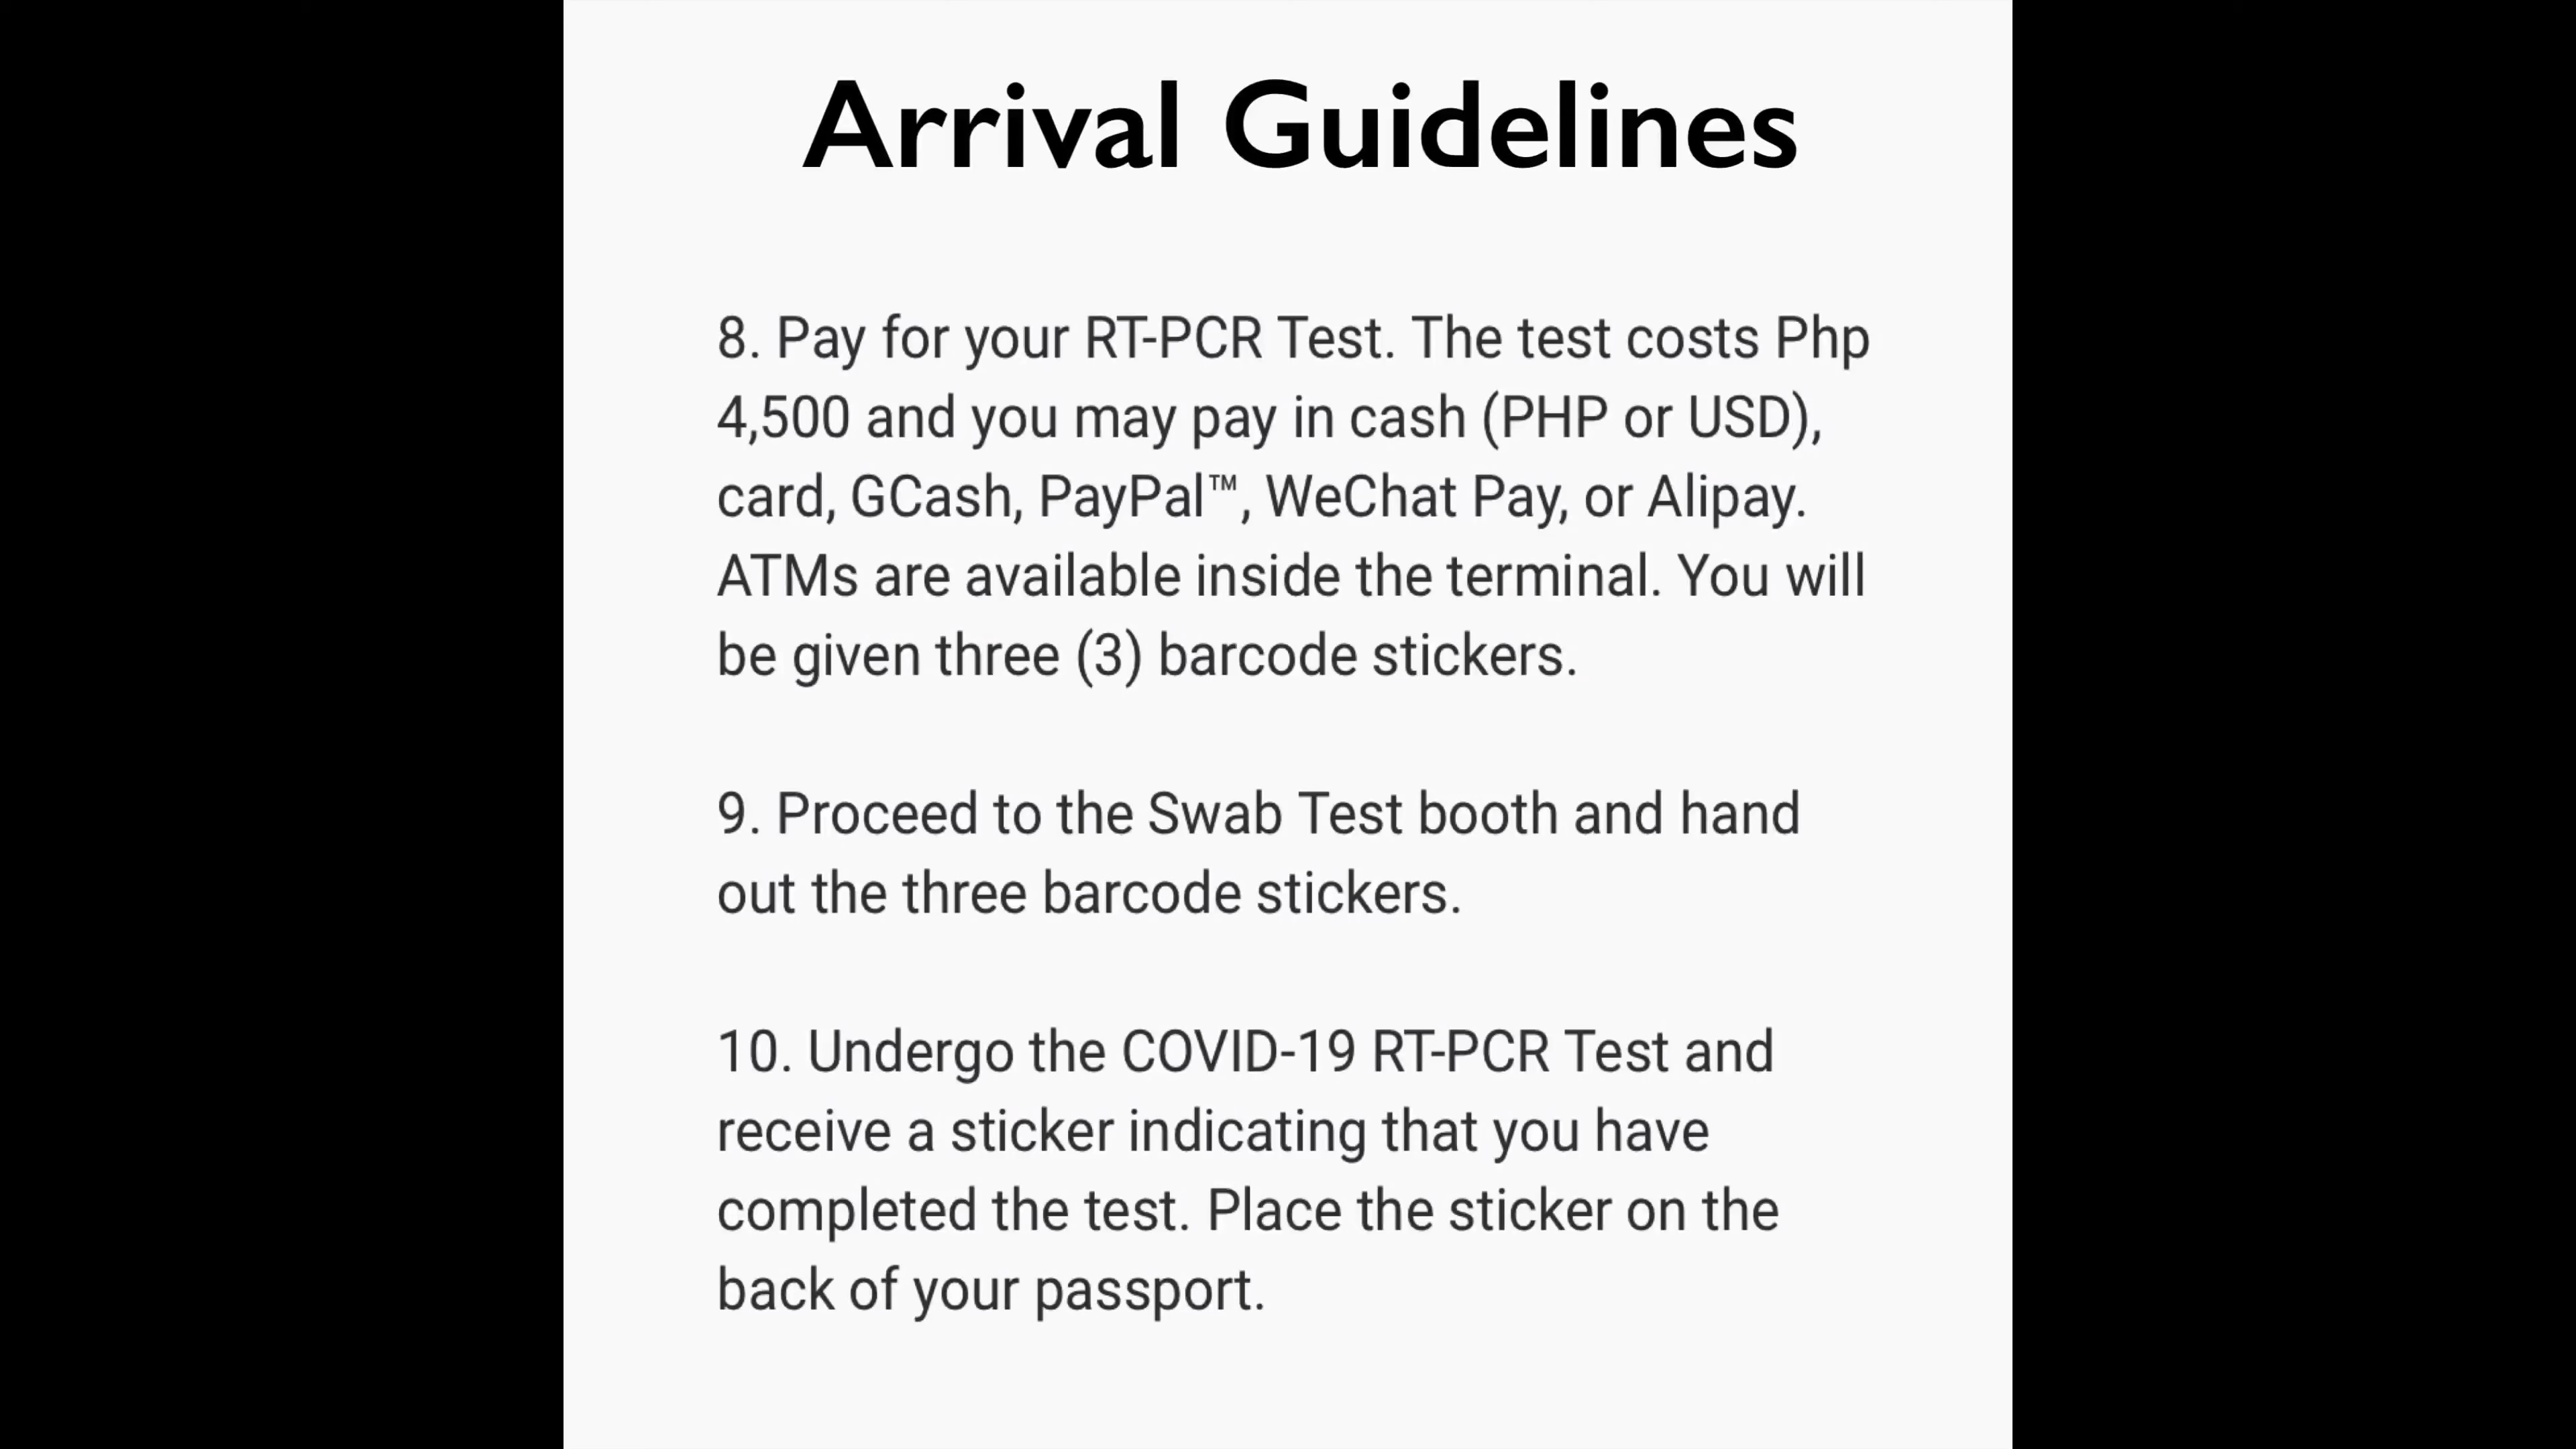 Arrival Guidelines
8. Pay for your RT-PCR Test. The test costs Php
4,500 and you may pay in cash (PHP or USD),
card, GCash, PayPal™, WeChat Pay, or Alipay.
ATMs are available inside the terminal. You will
be given three (3) barcode stickers.
9. Proceed to the Swab Test booth and hand
out the three barcode stickers.
10. Undergo the COVID-19 RT-PCR Test and
receive a sticker indicating that you have
completed the test. Place the sticker on the
back of your passport.